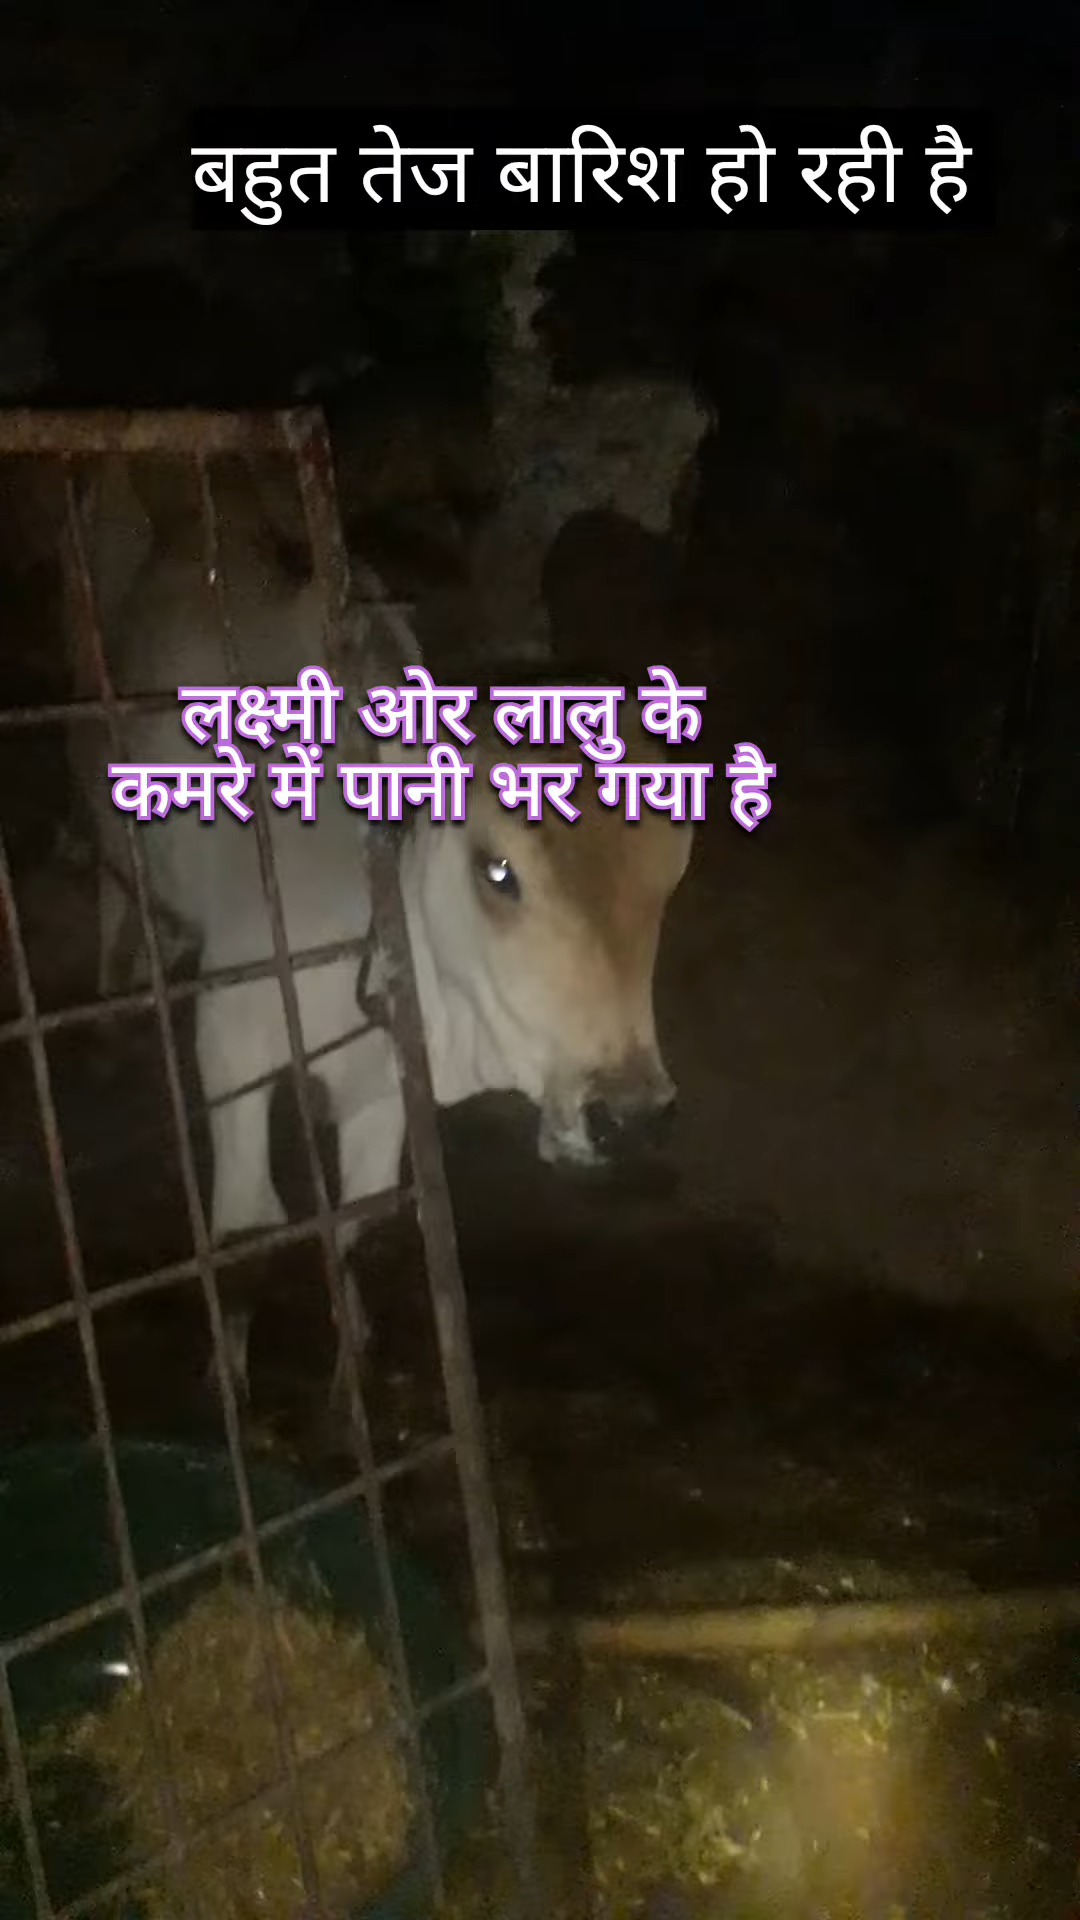 बहुत तेज बारिश हो रही है
लक्ष्मी ओर लालु के
कमरे में पानी भर गया है